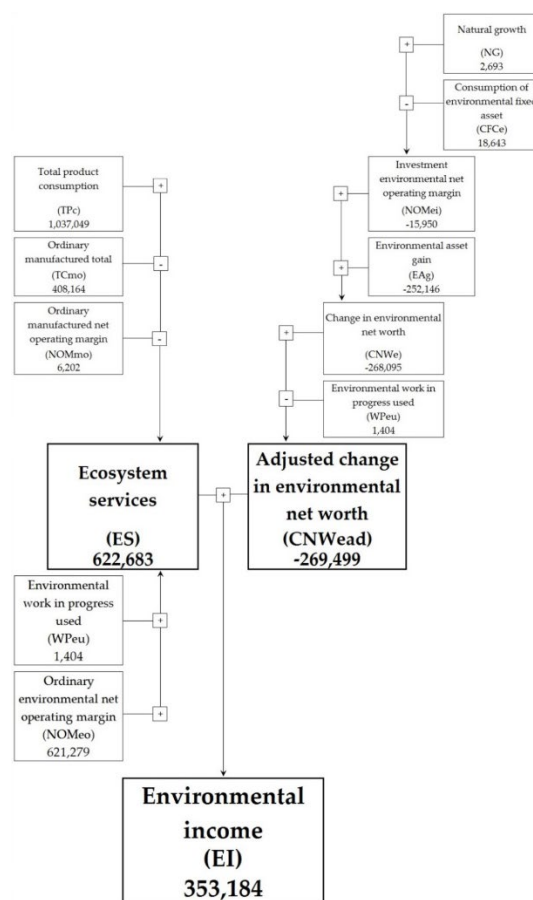 Natural growth
(NG)
2,693
+
Consumption of
environmental fixed
asset
(CFCe)
18,643
-
Total product
consumption
(TPc)
1,037,049
+
Investment
environmental net
operating margin
(NOMei)
-15,950
+
Ordinary
manufactured total
(TCmo)
408,164
-
Environmental asset
gain
(EAg)
-252,146
+
Ordinary
manufactured net
operating margin
(NOMmo)
6,202
-
Change in environmental
net worth
(CNWe)
-268,095
+
Environmental work in
progress used
(WPeu)
1,404
-
Ecosystem
services
(ES)
622,683
+
Adjusted change
in environmental
net worth
(CNWead)
-269,499
Environmental
work in progress
used
(WPeu)
1,404
+
Ordinary
environmental net
operating margin
(NOMeo)
621,279
+
Environmental
income
(EI)
353,184